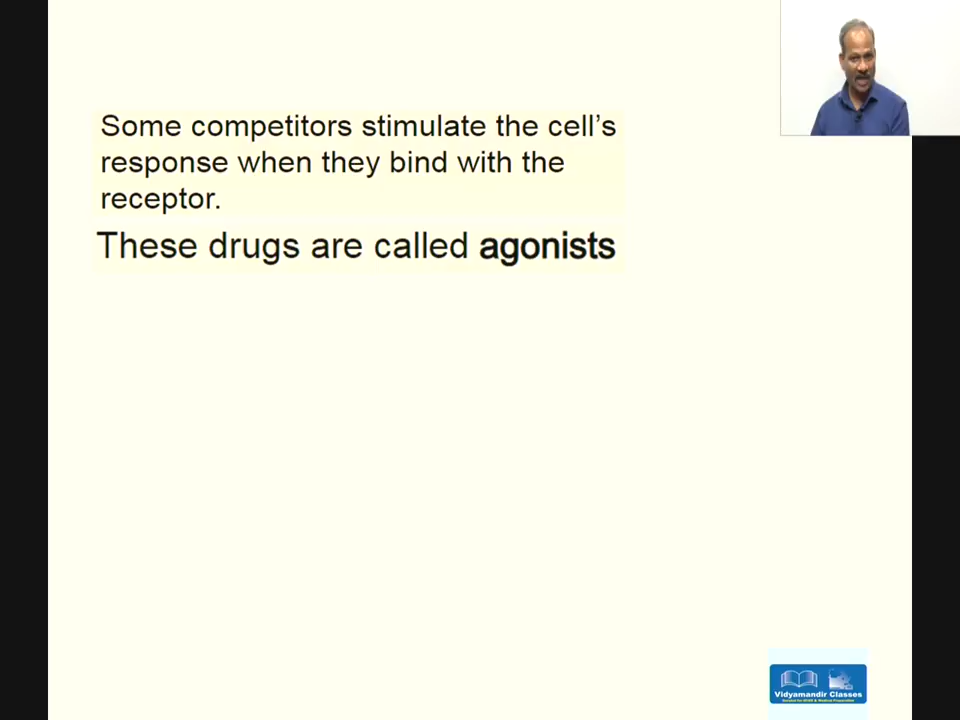 Some competitors stimulate the cell’s
response when they bind with the
receptor.
These drugs are called agonists
Vidyamandir Classes